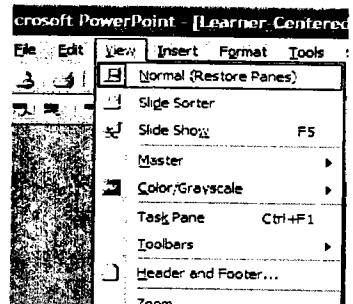 crosoft PowerPoint - [Learner-Centered
File Edit View Insert Format Tools
Normal (Restore Panes)
Slide Sorter
Slide Show F5
Master
Color/Grayscale
Task Pane Ctrl+F1
Toolbars
Header and Footer...
Zoom